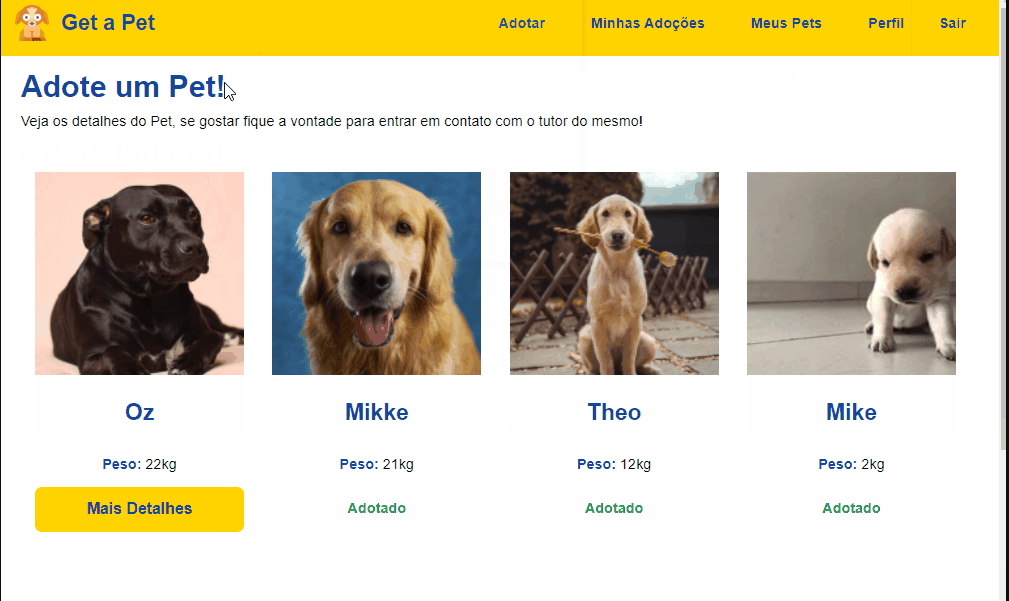 Get a Pet Adotar Minhas Adoções Meus Pets Perfil Sair
Adote um Pet!
Veja os detalhes do Pet, se gostar fique a vontade para entrar em contato com o tutor do mesmo!
Oz Mikke Theo Mike
Peso: 22kg Peso: 21kg Peso: 12kg Peso: 2kg
Mais Detalhes Adotado Adotado Adotado